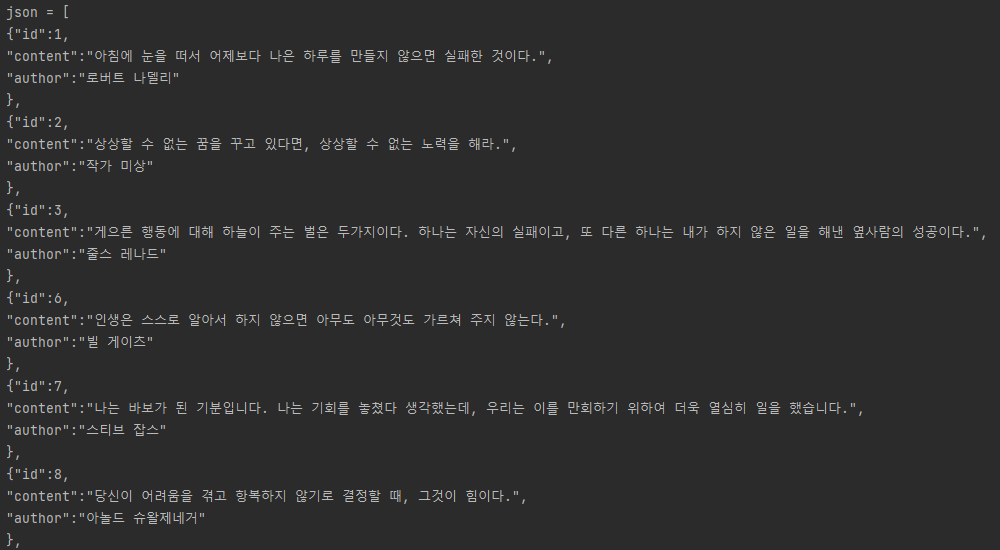 json = [
{"id":1,
"content":"아침에 눈을 떠서 어제보다 나은 하루를 만들지 않으면 실패한 것이다.",
"author":"로버트 나델리"
},
{"id":2,
"content":"상상할 수 없는 꿈을 꾸고 있다면, 상상할 수 없는 노력을 해라.",
"author":"작가 미상"
},
{"id":3,
"content":"게으른 행동에 대해 하늘이 주는 벌은 두가지이다. 하나는 자신의 실패이고, 또 다른 하나는 내가 하지 않은 일을 해낸 옆사람의 성공이다.",
"author":"줄스 레나드"
},
{"id":6,
"content":"인생은 스스로 알아서 하지 않으면 아무도 아무것도 가르쳐 주지 않는다.",
"author":"빌 게이츠"
},
{"id":7,
"content":"나는 바보가 된 기분입니다. 나는 기회를 놓쳤다 생각했는데, 우리는 이를 만회하기 위하여 더욱 열심히 일을 했습니다.",
"author":"스티브 잡스"
},
{"id":8,
"content":"당신이 어려움을 겪고 항복하지 않기로 결정할 때, 그것이 힘이다.",
"author":"아놀드 슈왈제네거"
},